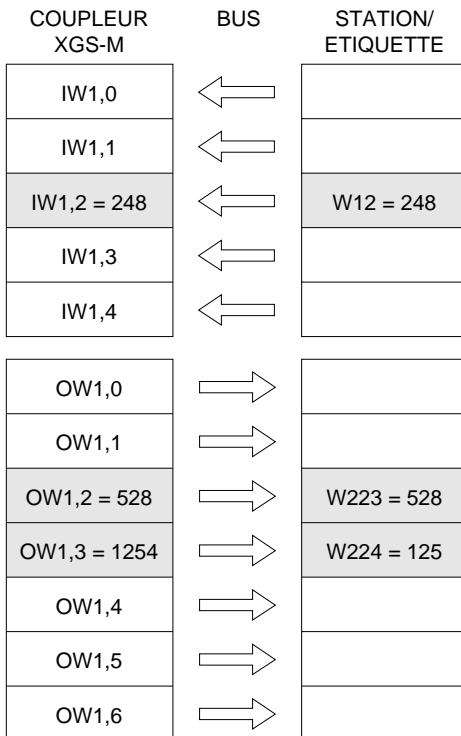 COUPLEUR XGS-M BUS STATION/ ETIQUETTE
IW1,0
IW1,1
IW1,2 = 248 W12 = 248
IW1,3
IW1,4
OW1,0
OW1,1
OW1,2 = 528 W223 = 528
OW1,3 = 1254 W224 = 125
OW1,4
OW1,5
OW1,6